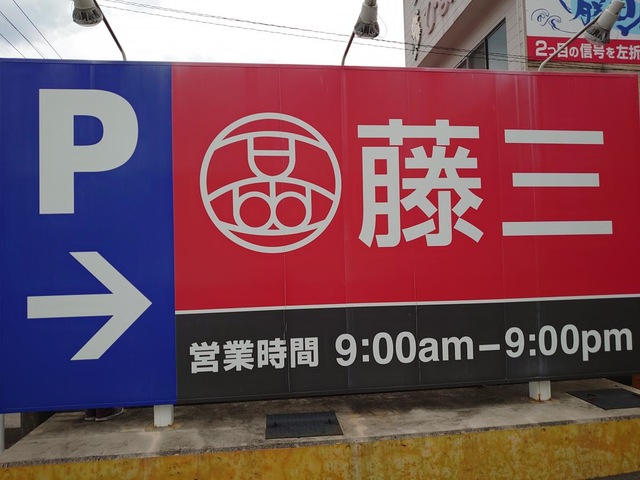 P
藤三
営業時間 9:00am–9:00pm
2つ目の信号を左折